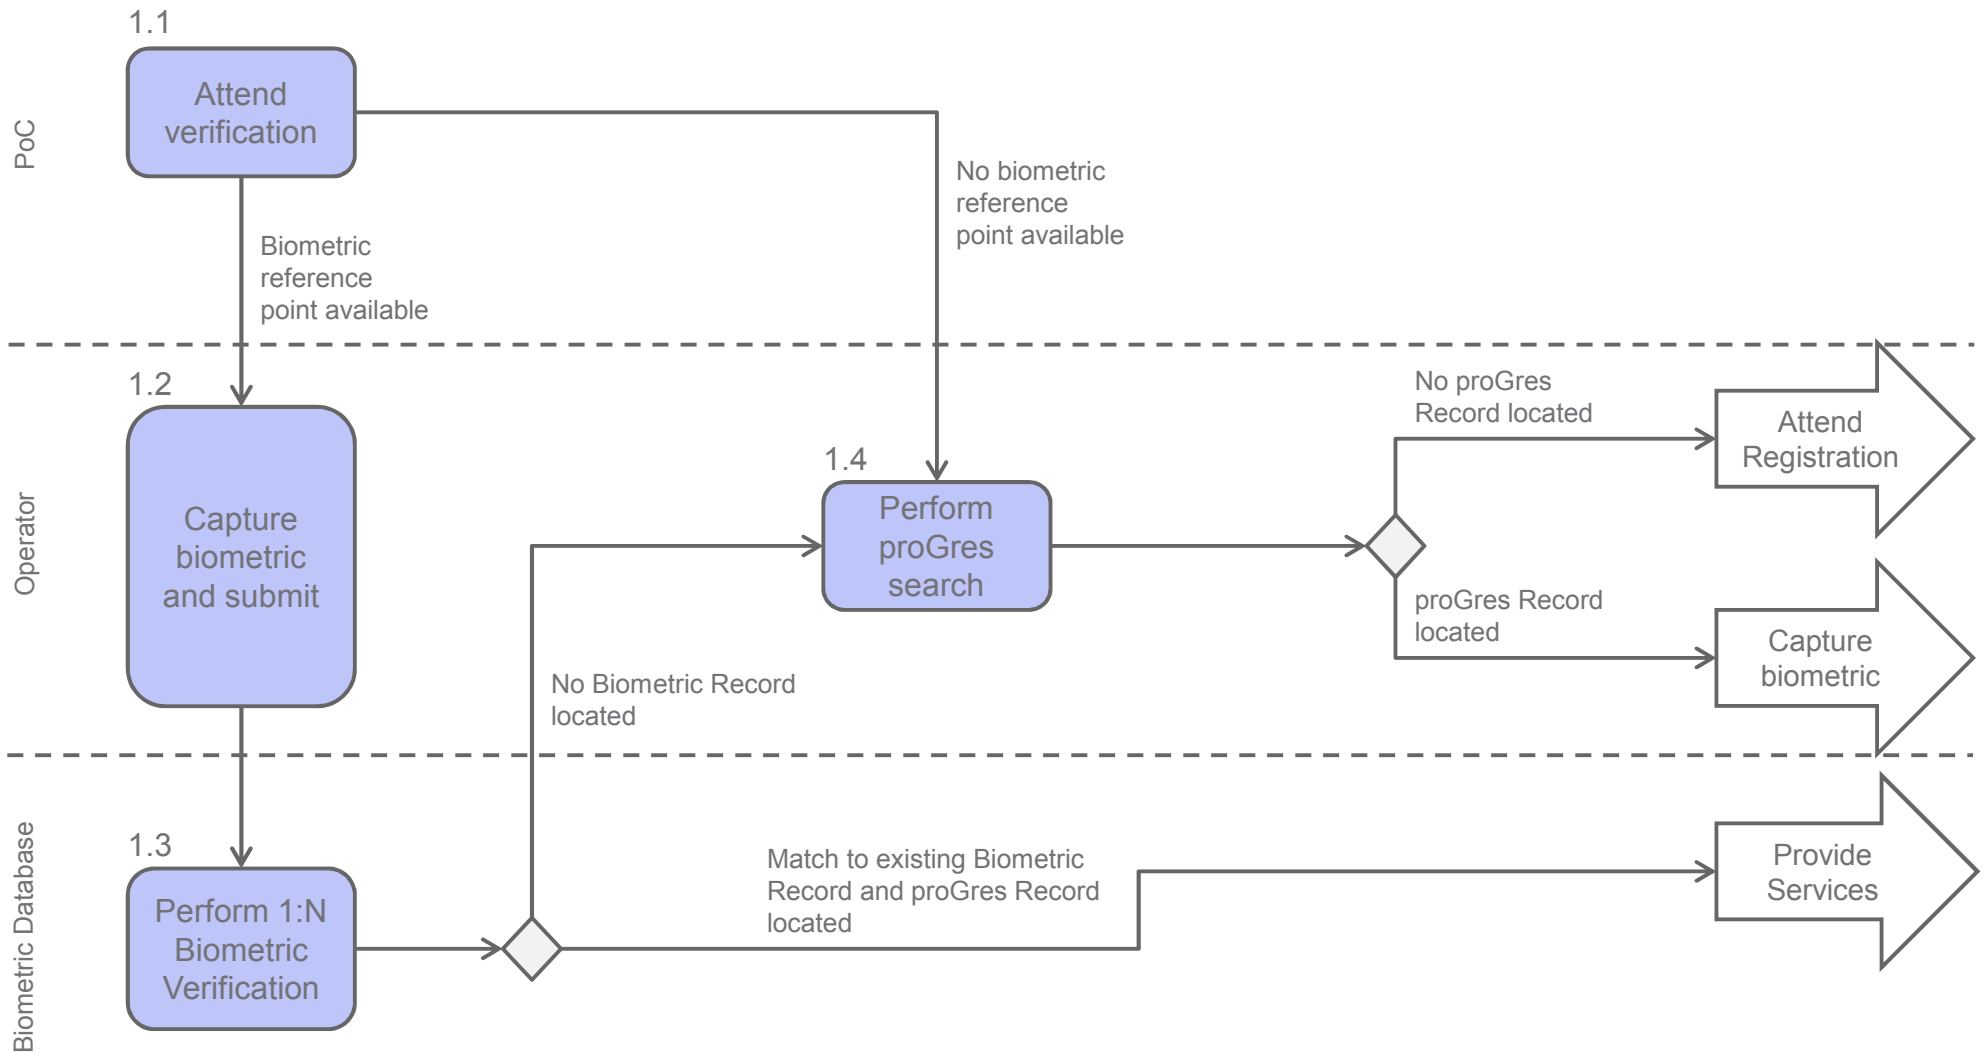 1.1
Attend
verification
PoC
No biometric
reference
point available
Biometric
reference
point available
1.2
Capture
biometric
and submit
Operator
1.4
Perform
proGres
search
No proGres
Record located
Attend
Registration
proGres Record
located
Capture
biometric
No Biometric Record
located
1.3
Perform 1:N
Biometric
Verification
Biometric Database
Match to existing Biometric
Record and proGres Record
located
Provide
Services